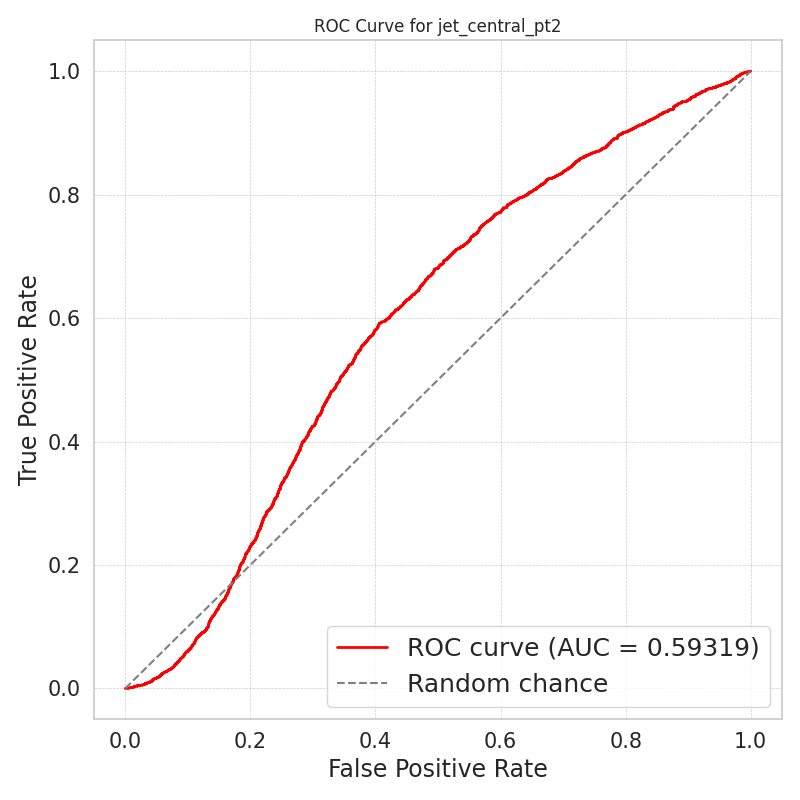 ROC Curve for jet_central_pt2
True Positive Rate
1.0
0.8
0.6
0.4
0.2
0.0
ROC curve (AUC = 0.59319)
Random chance
0.0 0.2 0.4 0.6 0.8 1.0
False Positive Rate